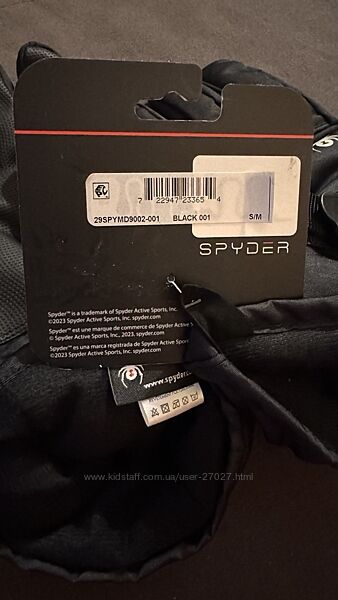 7 22947 23365 4
29SPYMD9002-001 BLACK 001 S/M
SPYDER
Spyder™ is a trademark of Spyder Active Sports, Inc.
©2023 Spyder Active Sports, Inc. spyder.com
Spyder™ est une marque de commerce de Spyder Active S
© Spyder Active Sports, Inc., 2023. spyder.com
Spyder™ es una marca registrada de Spyder Active Sports
©2023 Spyder Active Sports, Inc. spyder.com
www.spyder.c
www.kidstaff.com.ua/user-27027.html